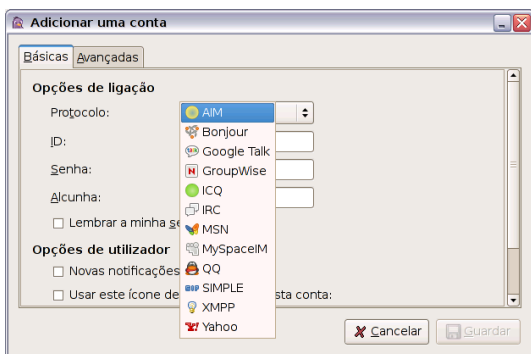 Adicionar uma conta
Básicas Avançadas
Opções de ligação
Protocolo: AIM
Bonjour
ID:
Google Talk
Senha: GroupWise
ICQ
Alcunha:
IRC
Lembrar a minha se
MSN
Opções de utilizador MySpaceIM
Novas notificações QQ
Usar este ícone de SIMPLE sta conta:
XMPP
Yahoo
Cancelar Guardar